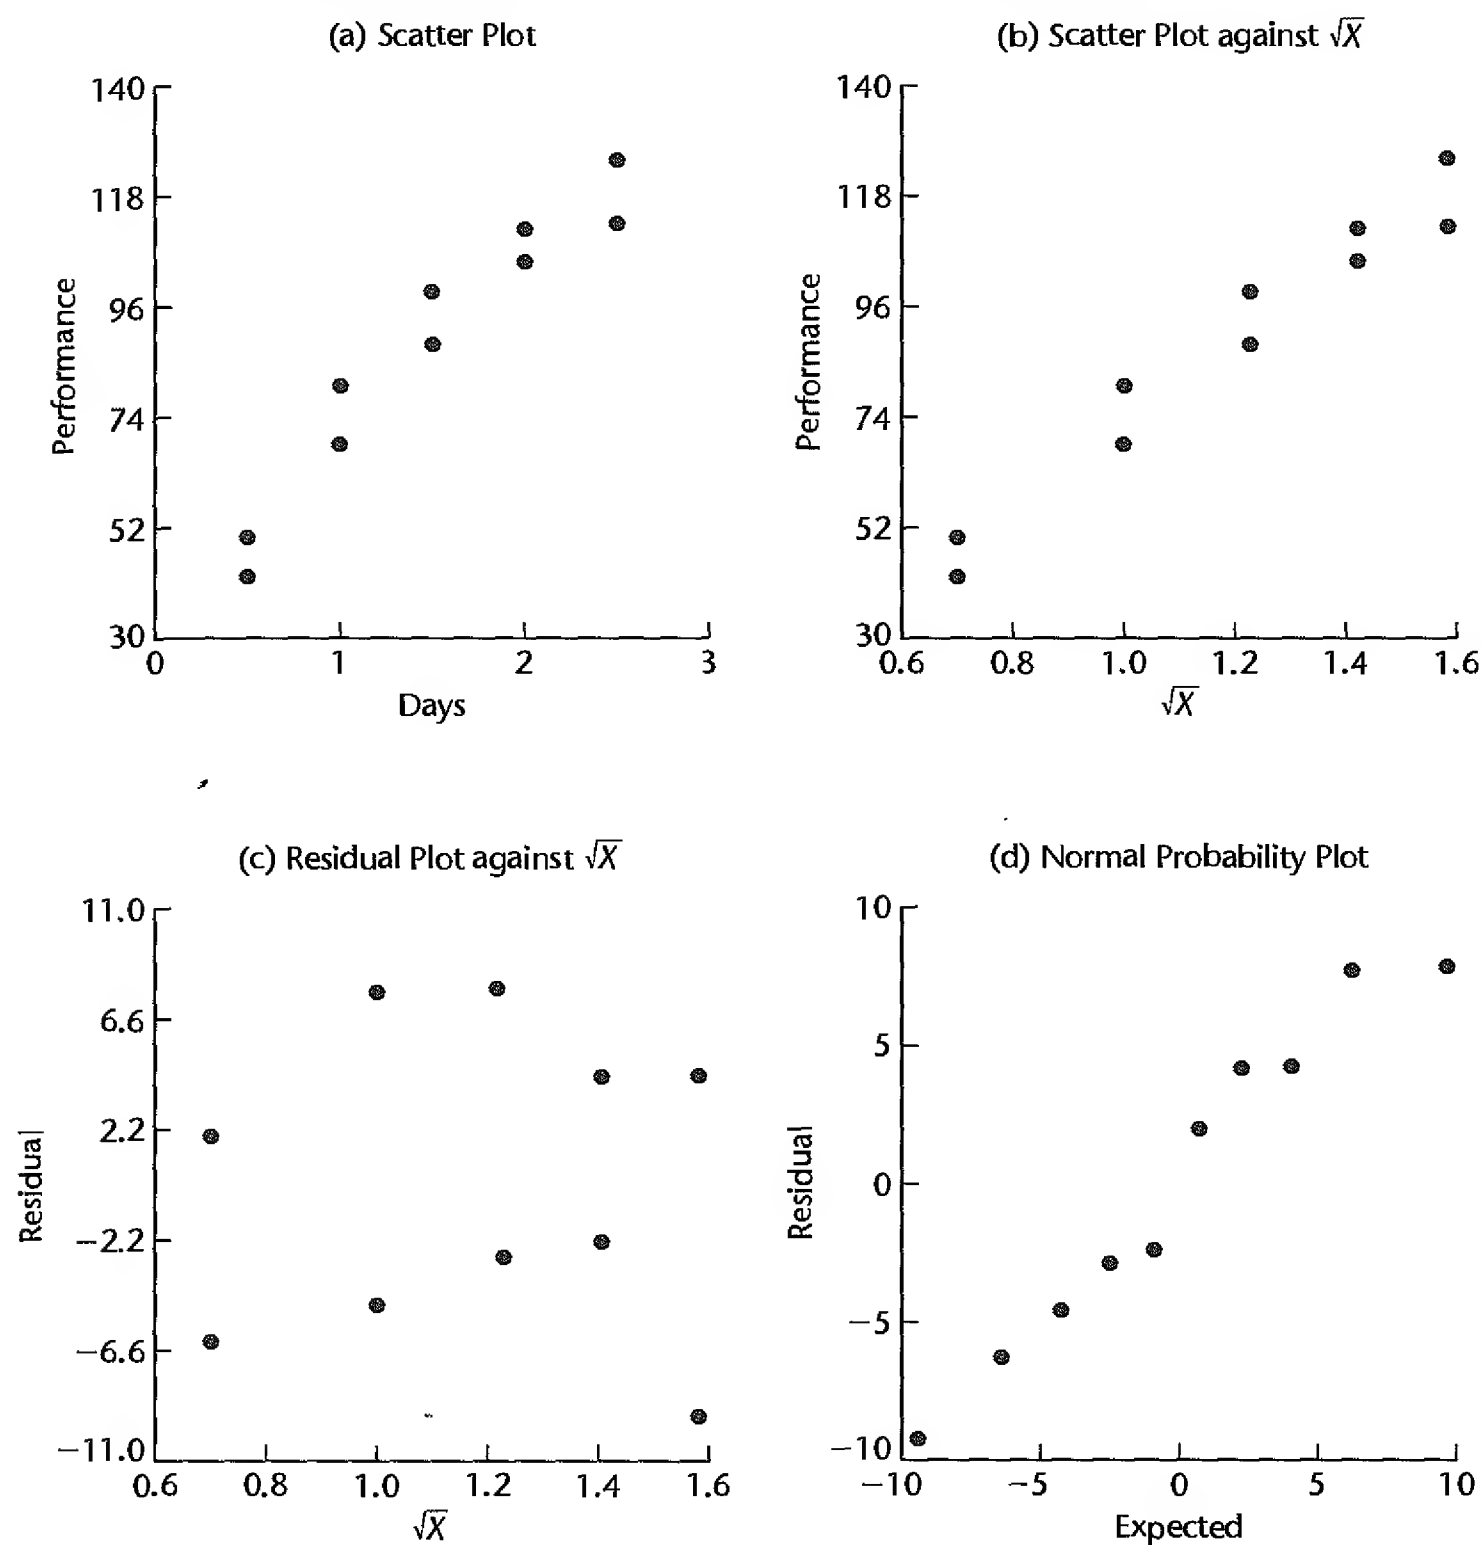 (a) Scatter Plot
140
118
96
74
52
30
0 1 2 3
Performance
Days
(b) Scatter Plot against √X
140
118
96
74
52
30
0.6 0.8 1.0 1.2 1.4 1.6
Performance
√X
(c) Residual Plot against √X
11.0
6.6
2.2
−2.2
−6.6
−11.0
0.6 0.8 1.0 1.2 1.4 1.6
Residual
√X
(d) Normal Probability Plot
10
5
0
−5
−10
−10 −5 0 5 10
Residual
Expected